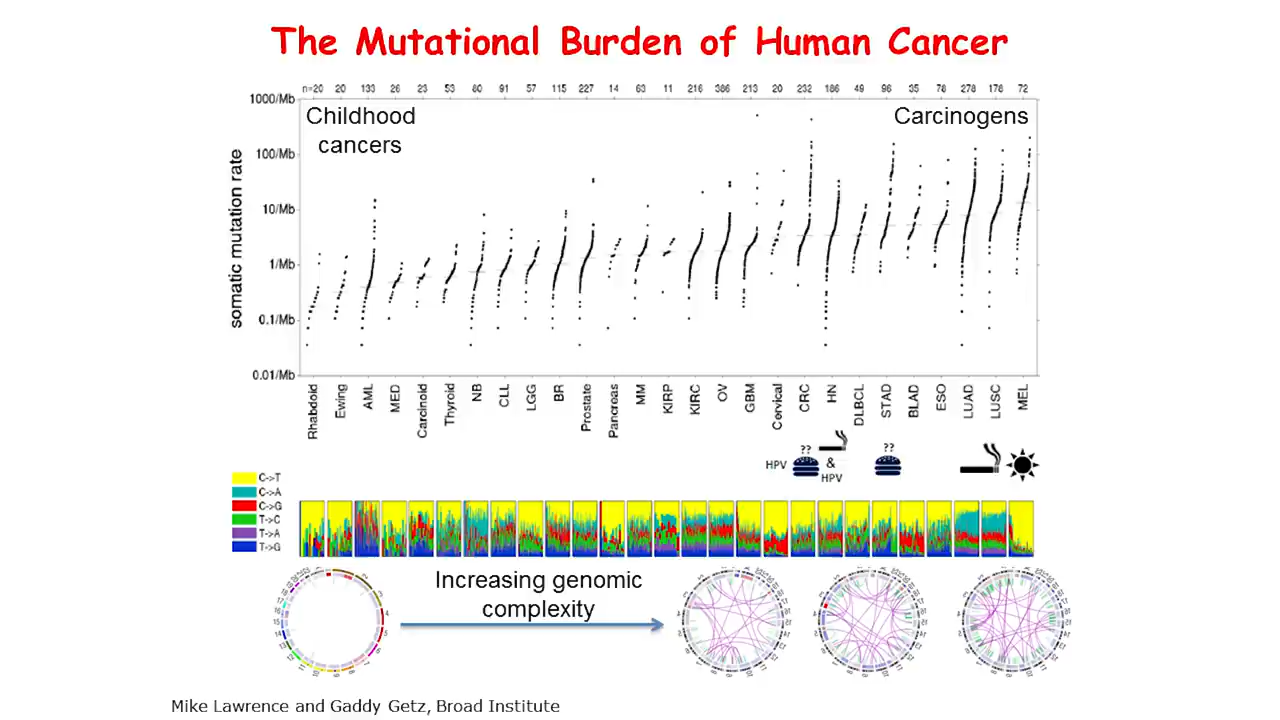 The Mutational Burden of Human Cancer
n=20 20 133 26 23 53 80 91 57 115 227 14 63 11 216 386 213 20 232 186 49 96 35 78 278 176 72
1000/Mb
Childhood
cancers
Carcinogens
100/Mb
10/Mb
1/Mb
0.1/Mb
0.01/Mb
somatic mutation rate
Rhabdoid Ewing AML MED Carcinoid Thyroid NB CLL LGG BR Prostate Pancreas MM KIRP KIRC OV GBM Cervical CRC HN DLBCL STAD BLAD ESO LUAD LUSC MEL
?? ??
HPV &
HPV
C->T
C->A
C->G
T->C
T->A
T->G
Increasing genomic
complexity
Mike Lawrence and Gaddy Getz, Broad Institute